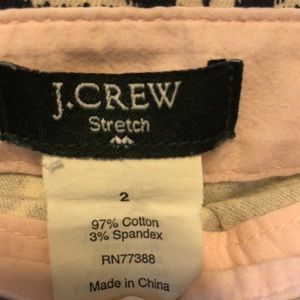 J.CREW
Stretch
2
97% Cotton
3% Spandex
RN77388
Made in China